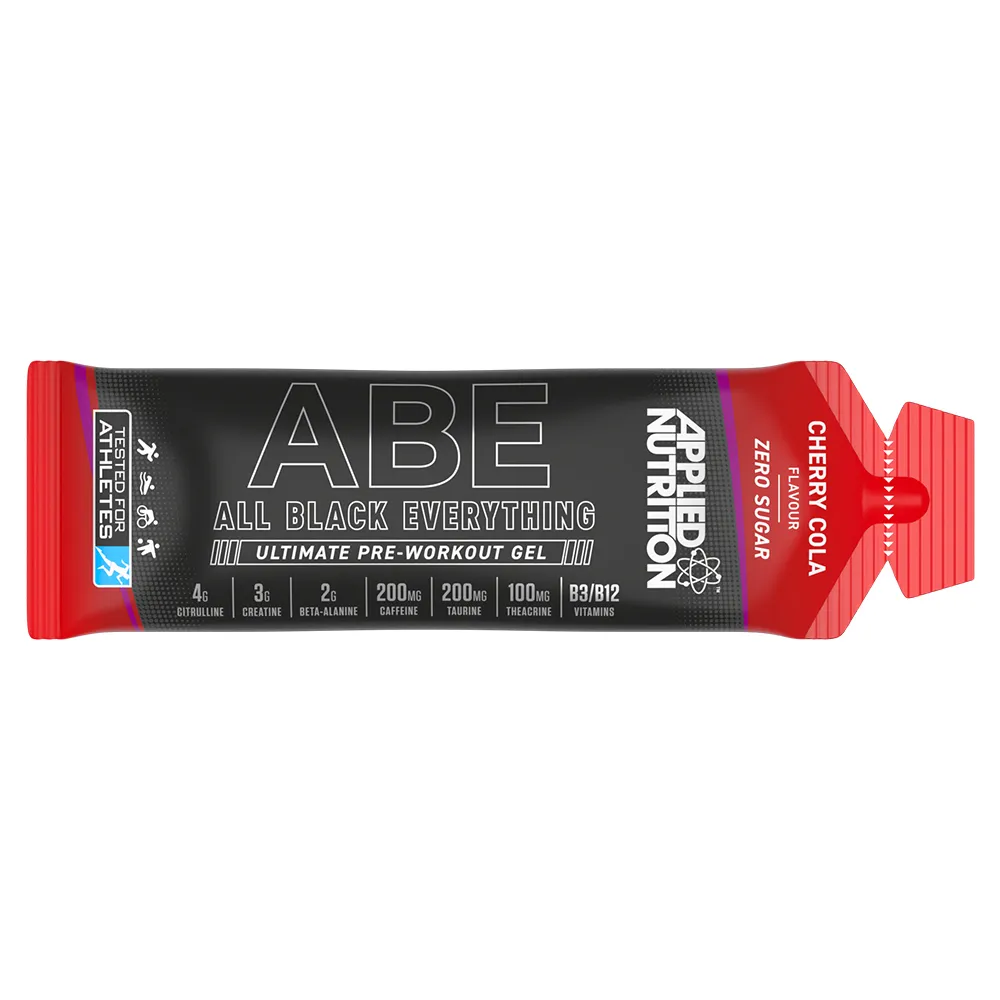 ABE
ALL BLACK EVERYTHING
ULTIMATE PRE-WORKOUT GEL
4G
CITRULLINE
3G
CREATINE
2G
BETA-ALANINE
200MG
CAFFEINE
200MG
TAURINE
100MG
THEACRINE
B3/B12
VITAMINS
TESTED FOR
ATHLETES
APPLIED
NUTRITION
™
CHERRY COLA
FLAVOUR
ZERO SUGAR